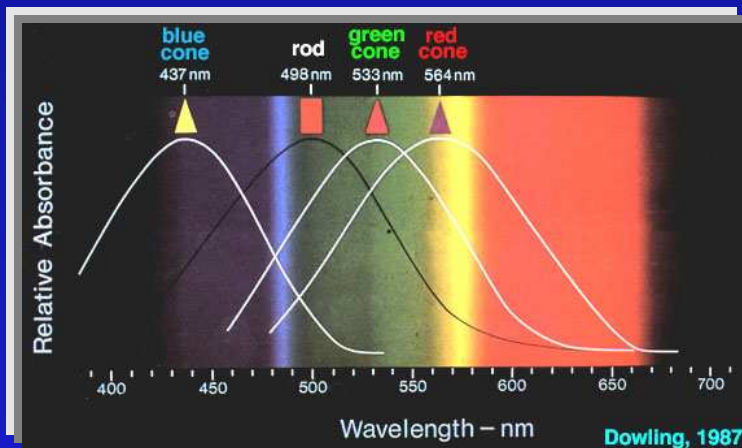 blue
cone
437 nm
rod
498 nm
green
cone
533 nm
red
cone
564 nm
Relative Absorbance
400 450 500 550 600 650 700
Wavelength – nm
Dowling, 1987